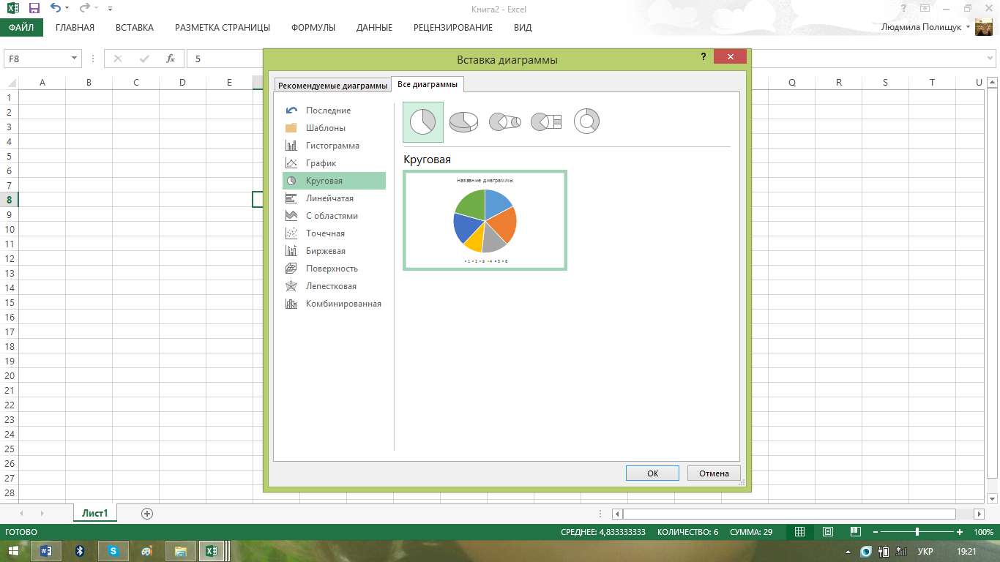 Книга2 - Excel
?
ФАЙЛ ГЛАВНАЯ ВСТАВКА РАЗМЕТКА СТРАНИЦЫ ФОРМУЛЫ ДАННЫЕ РЕЦЕНЗИРОВАНИЕ ВИД Людмила Полищук
F8 fx 5
Вставка диаграммы ?
A B C D E Q R S T U
Рекомендуемые диаграммы Все диаграммы
Последние
Шаблоны
Гистограмма
График
Круговая
Линейчатая
С областями
Точечная
Биржевая
Поверхность
Лепестковая
Комбинированная
Круговая
Название диаграммы
1 2 3 4 5 6
ОК Отмена
1
2
3
4
5
6
7
8
9
10
11
12
13
14
15
16
17
18
19
20
21
22
23
24
25
26
27
28
Лист1
ГОТОВО СРЕДНЕЕ: 4,833333333 КОЛИЧЕСТВО: 6 СУММА: 29 100%
УКР 19:21